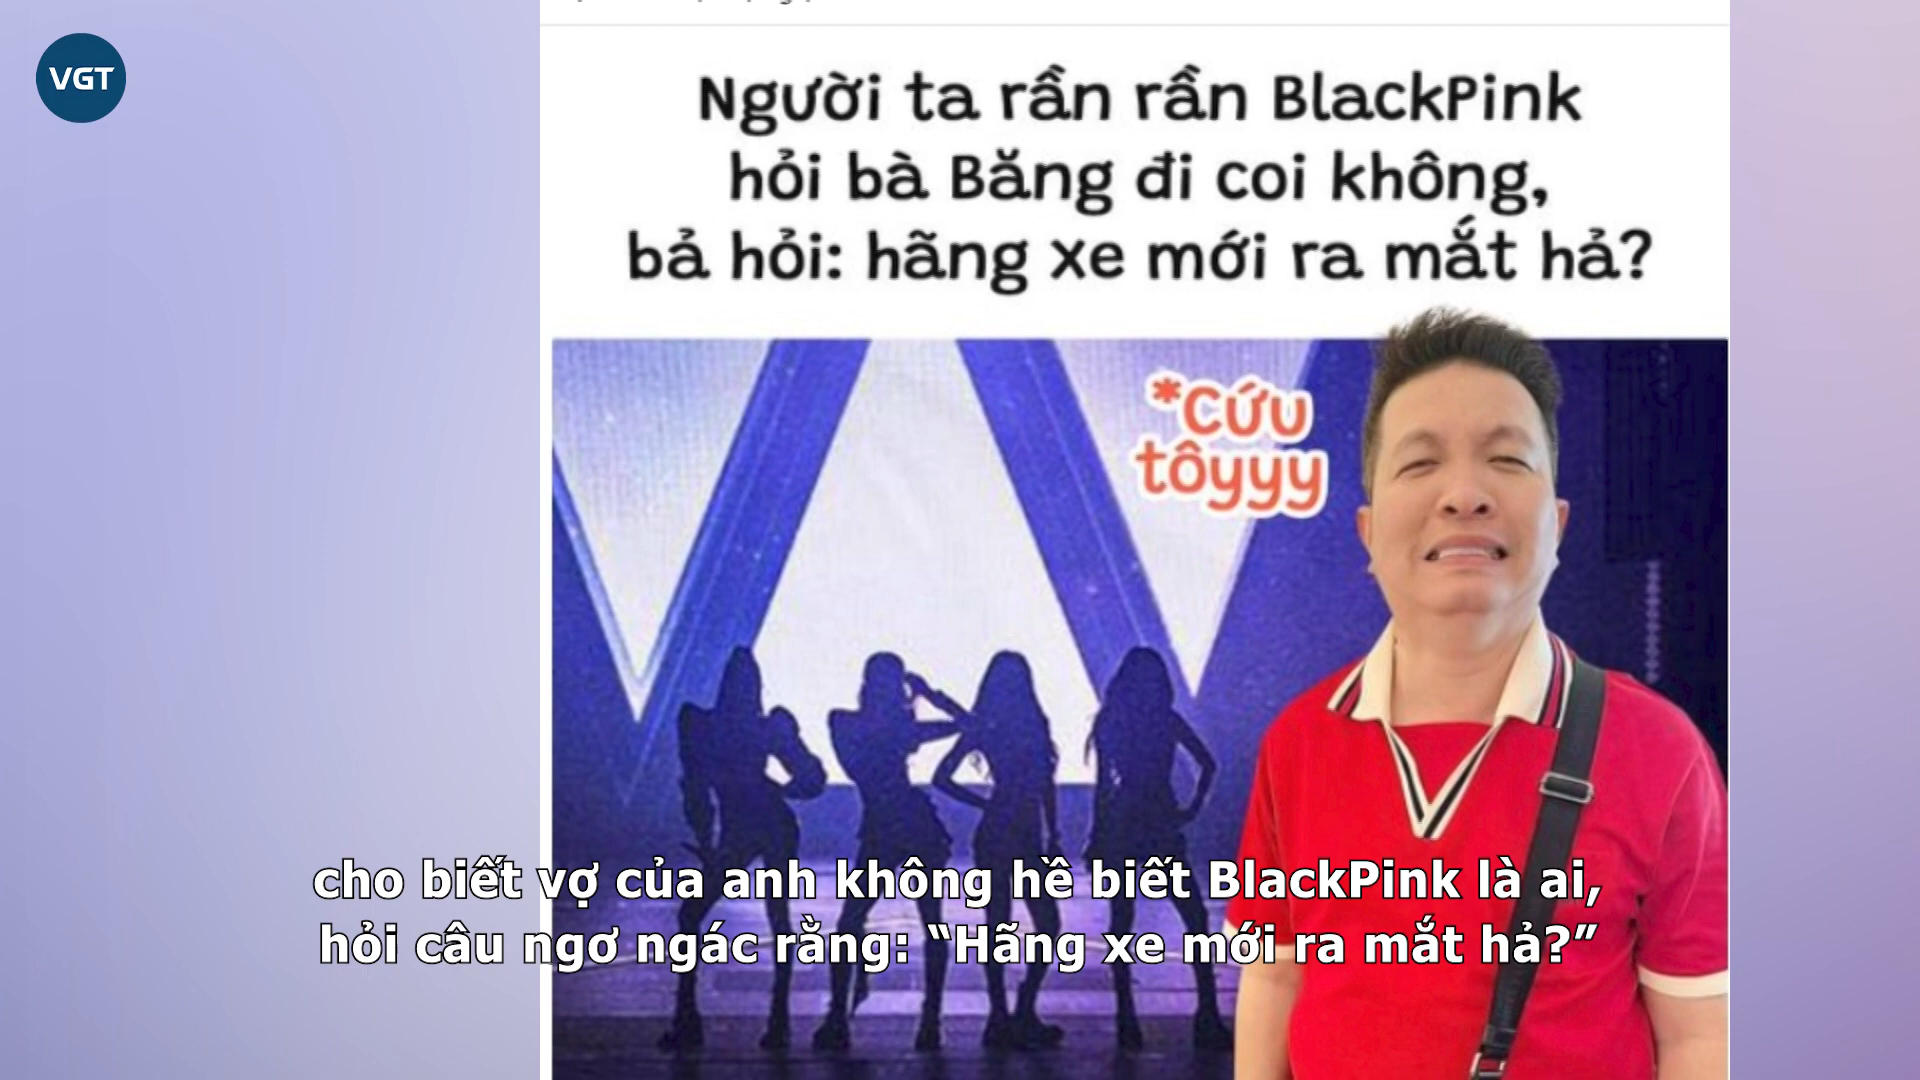 VGT
Người ta rần rần BlackPink
hỏi bà Băng đi coi không,
bả hỏi: hãng xe mới ra mắt hả?
*cứu
tôyyy
cho biết vợ của anh không hề biết BlackPink là ai,
hỏi câu ngơ ngác rằng: “Hãng xe mới ra mắt hả?”